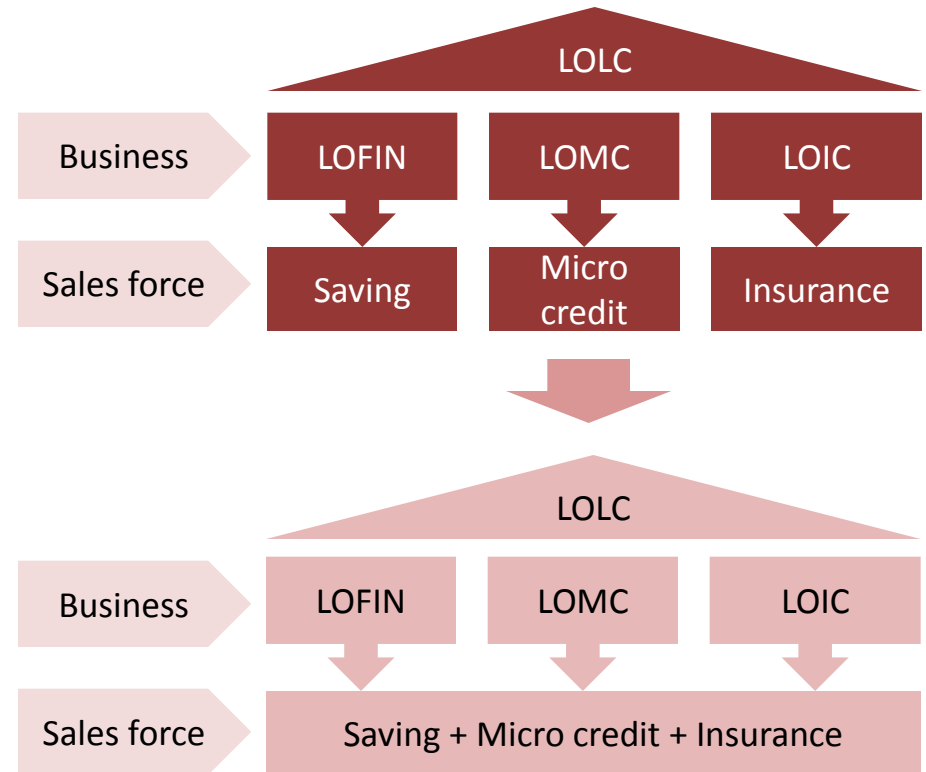 LOLC
Business
LOFIN
LOMC
LOIC
Sales force
Saving
Micro
credit
Insurance
LOLC
Business
LOFIN
LOMC
LOIC
Sales force
Saving + Micro credit + Insurance